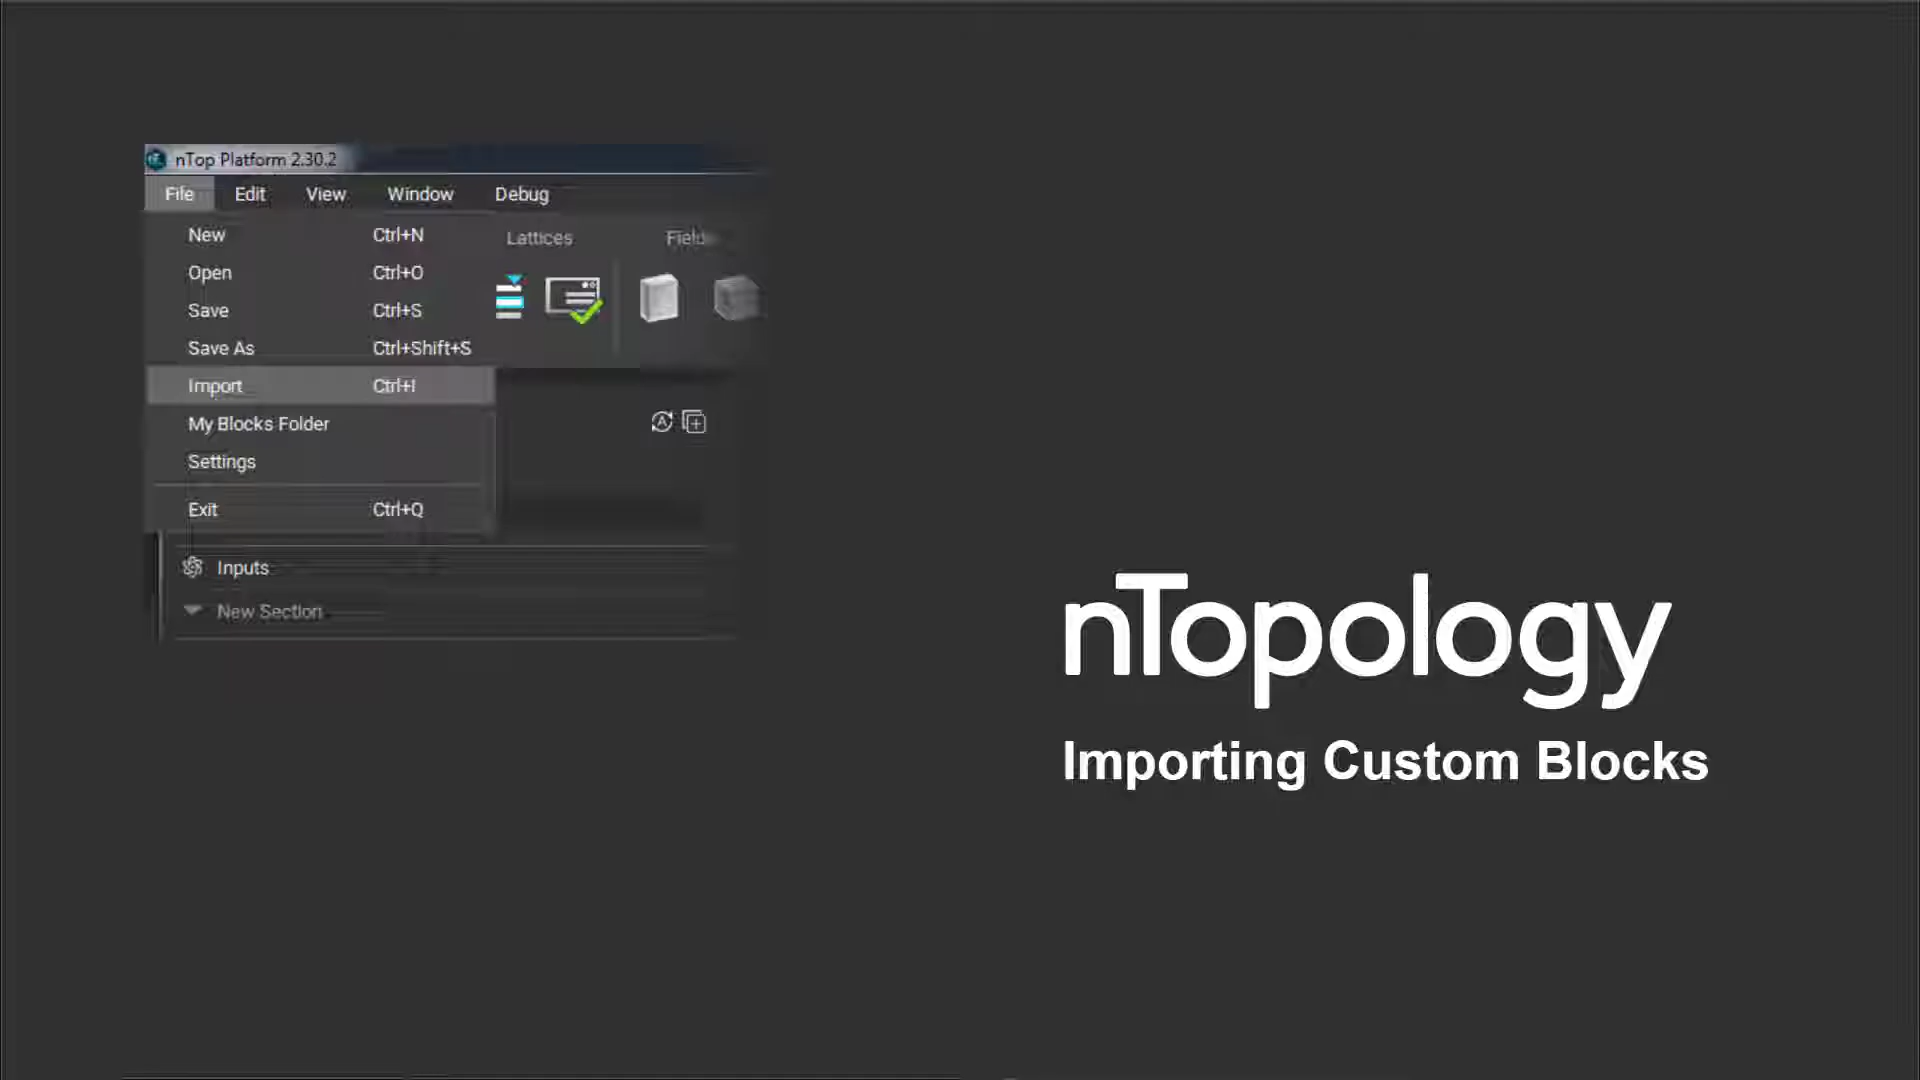 nTop Platform 2.30.2
File Edit View Window Debug
New Ctrl+N
Open Ctrl+O
Save Ctrl+S
Save As Ctrl+Shift+S
Import Ctrl+I
My Blocks Folder
Settings
Exit Ctrl+Q
Lattices
Inputs
New Section
nTopology
Importing Custom Blocks